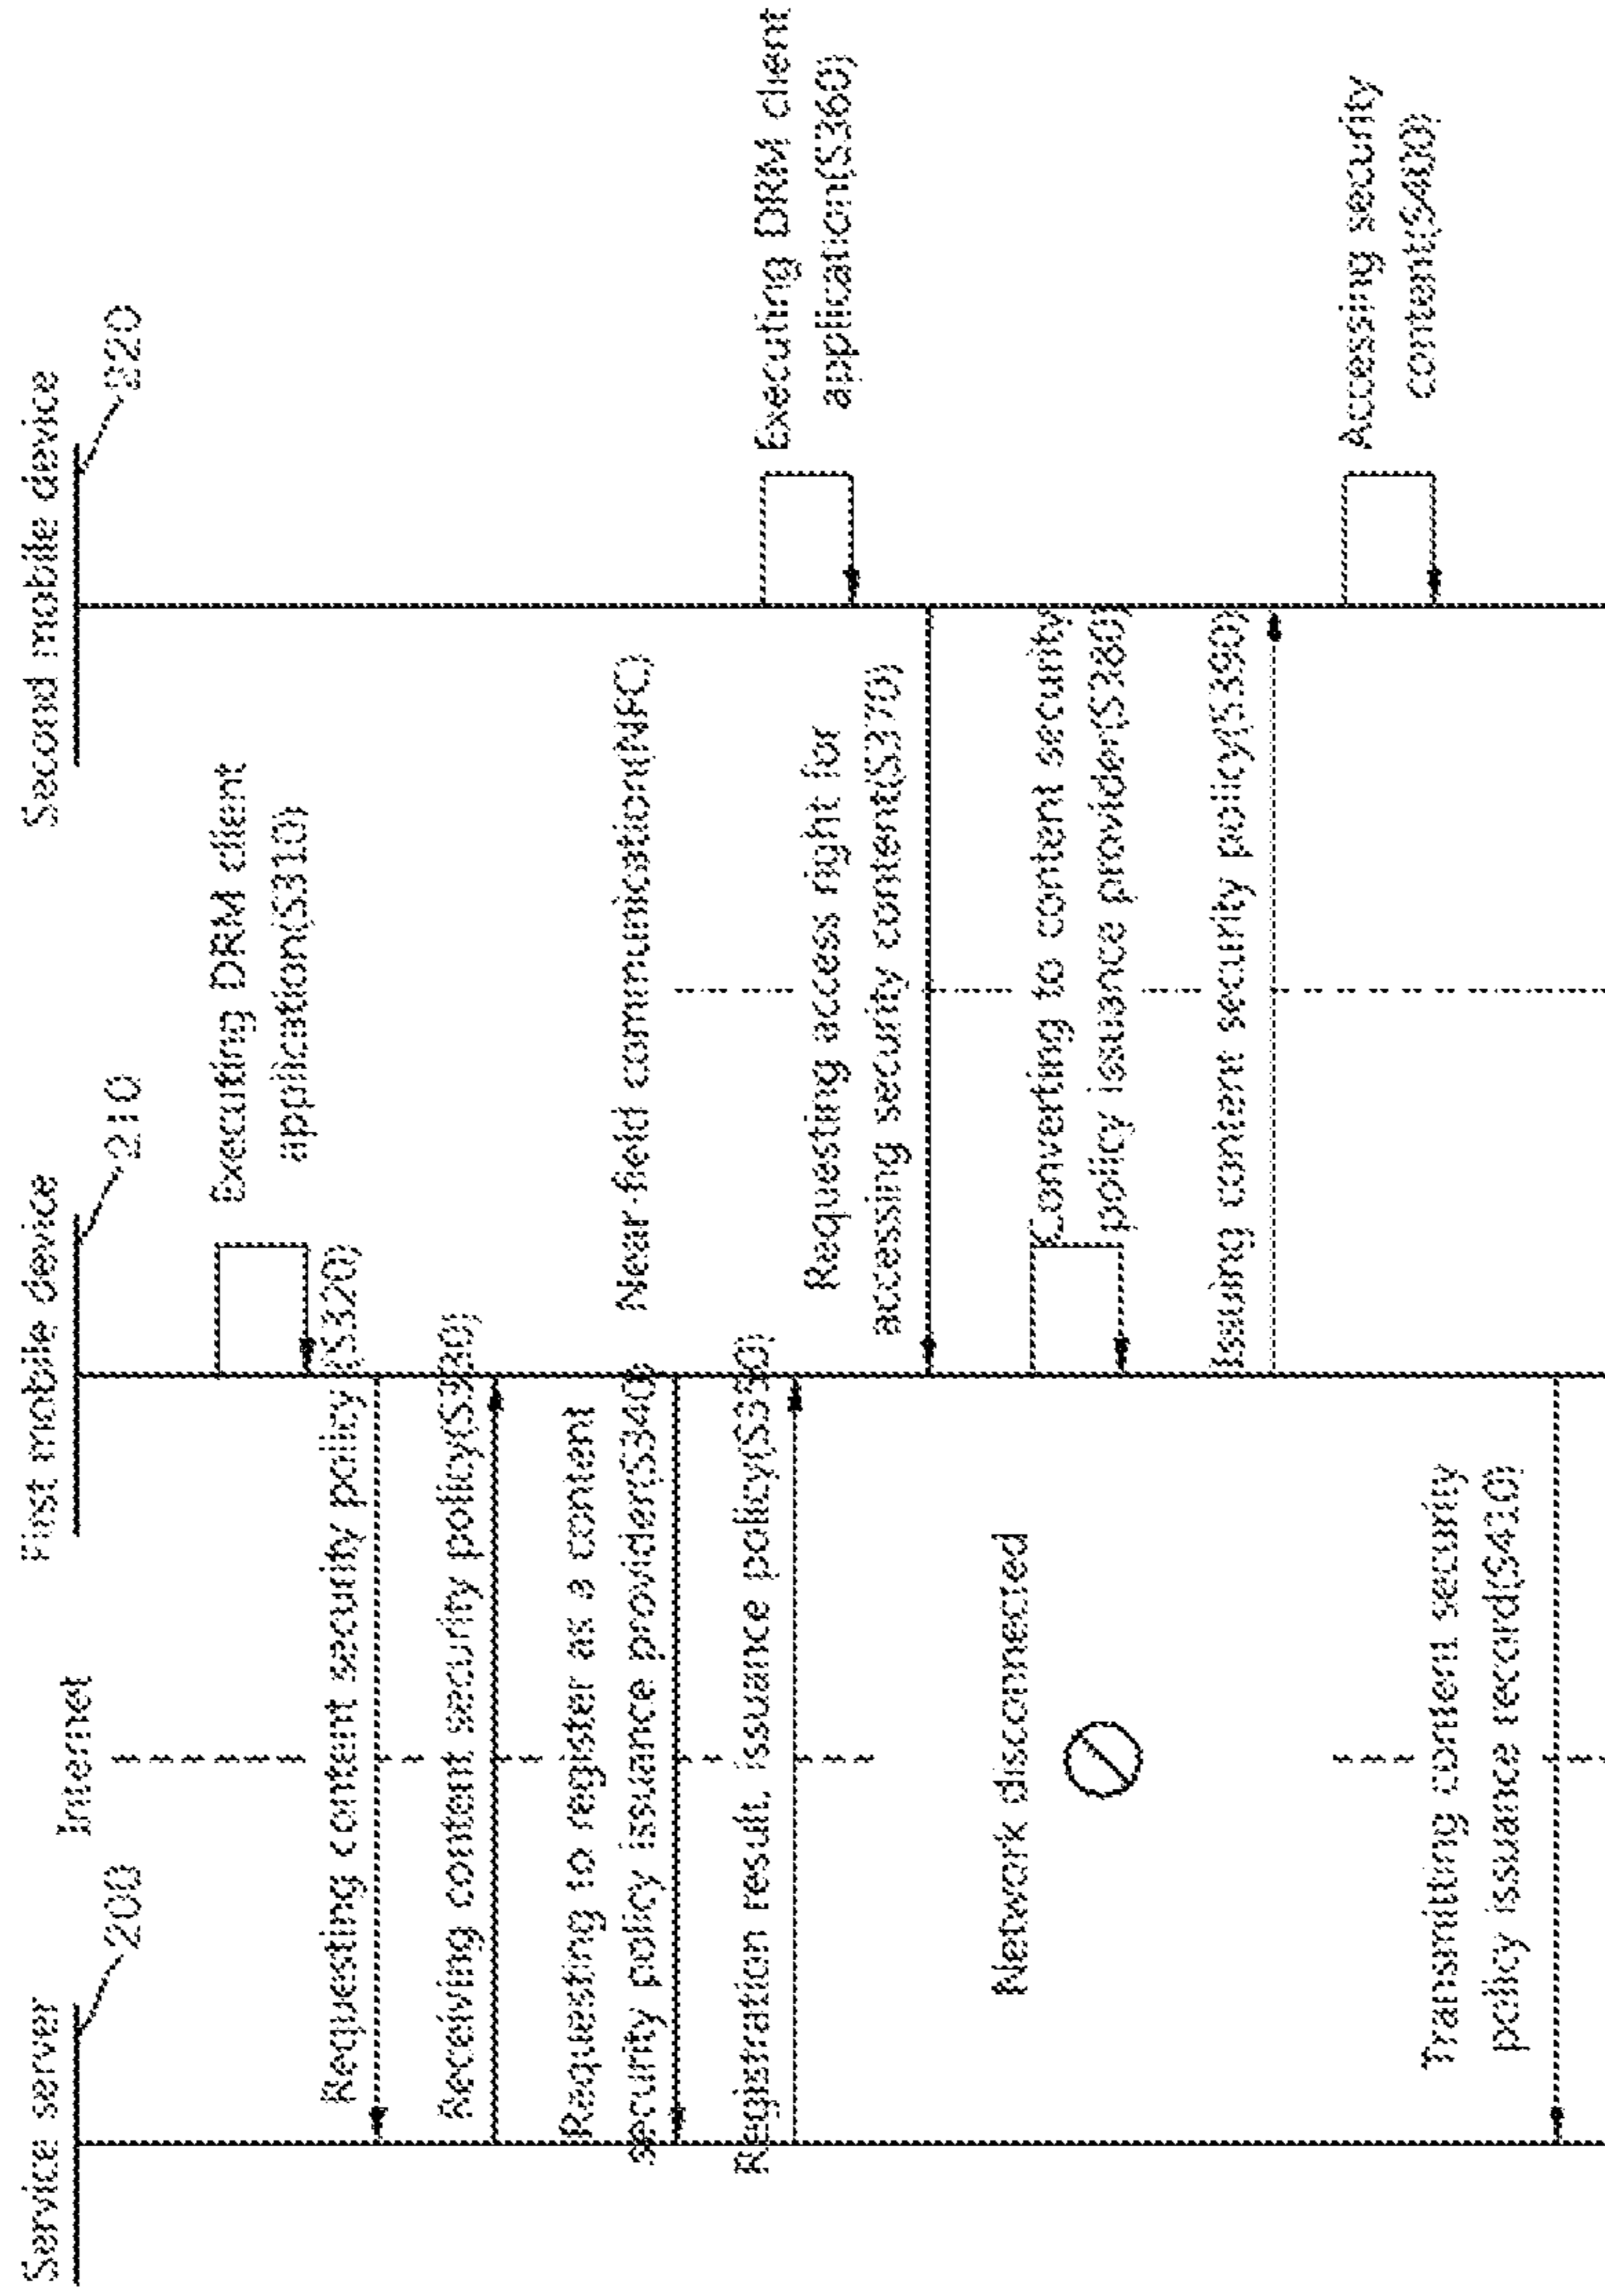 Service server
200
Internet
First mobile device
210
Second mobile device
220
Executing DRM client
application(S310)
Requesting content security policy (S320)
Receiving content security policy(S330)
Requesting to register as a content
security policy issuance provider(S340)
Near-field communication(NFC)
Registration result, issuance policy(S350)
Executing DRM client
application(S360)
Requesting access right for
accessing security content(S370)
Network disconnected
Converting to content security
policy issuance provider(S380)
Issuing content security policy(S390)
Accessing security
content(S400)
Transmitting content security
policy issuance record(S410)